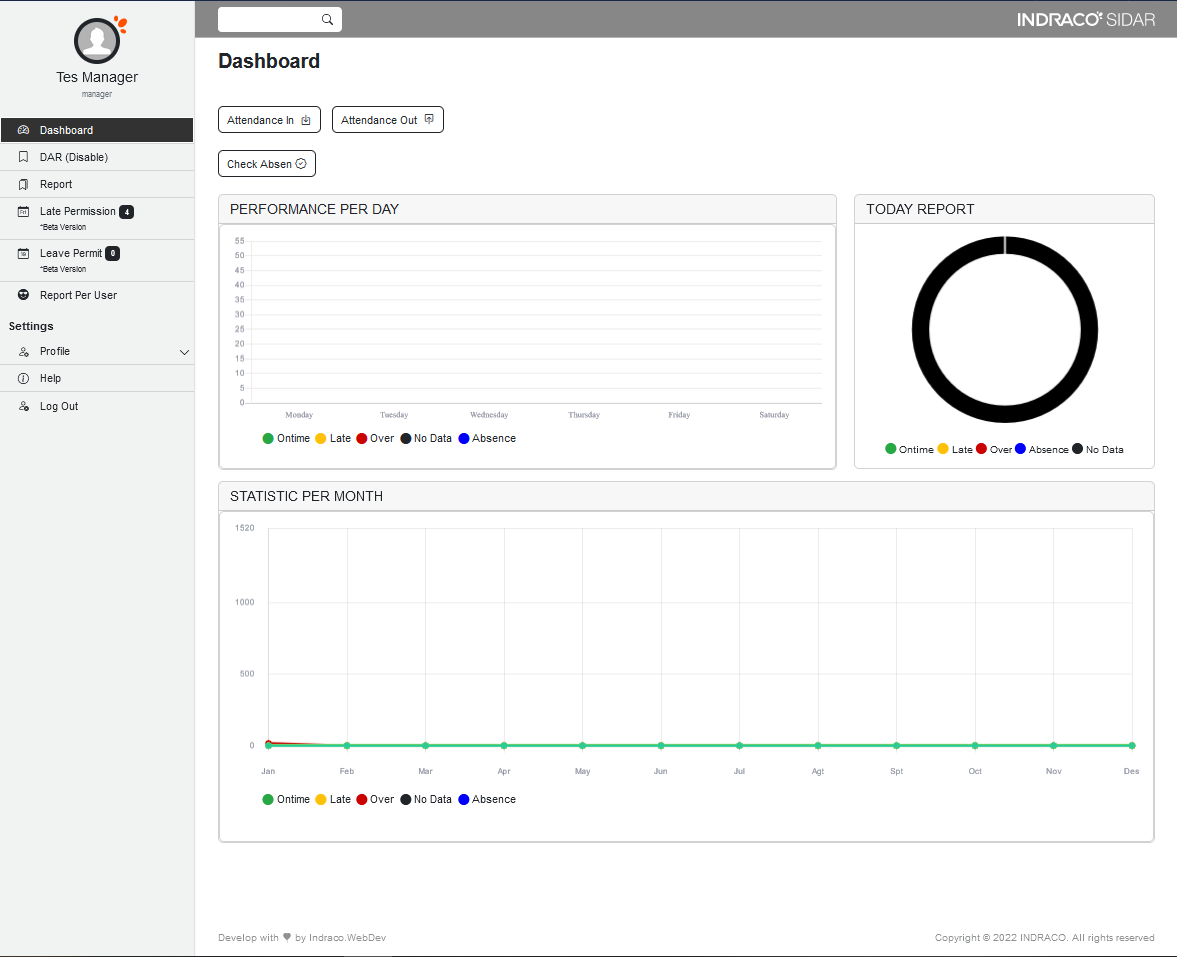 INDRACO SIDAR
Tes Manager
manager
Dashboard
DAR (Disable)
Report
Late Permission 4
*Beta Version
Leave Permit 0
*Beta Version
Report Per User
Settings
Profile
Help
Log Out
Dashboard
Attendance In
Attendance Out
Check Absen
PERFORMANCE PER DAY
55
50
45
40
35
30
25
20
15
10
5
0
Monday Tuesday Wednesday Thursday Friday Saturday
Ontime Late Over No Data Absence
TODAY REPORT
Ontime Late Over Absence No Data
STATISTIC PER MONTH
1520
1000
500
0
Jan Feb Mar Apr May Jun Jul Agt Spt Oct Nov Des
Ontime Late Over No Data Absence
Develop with by Indraco.WebDev
Copyright © 2022 INDRACO. All rights reserved